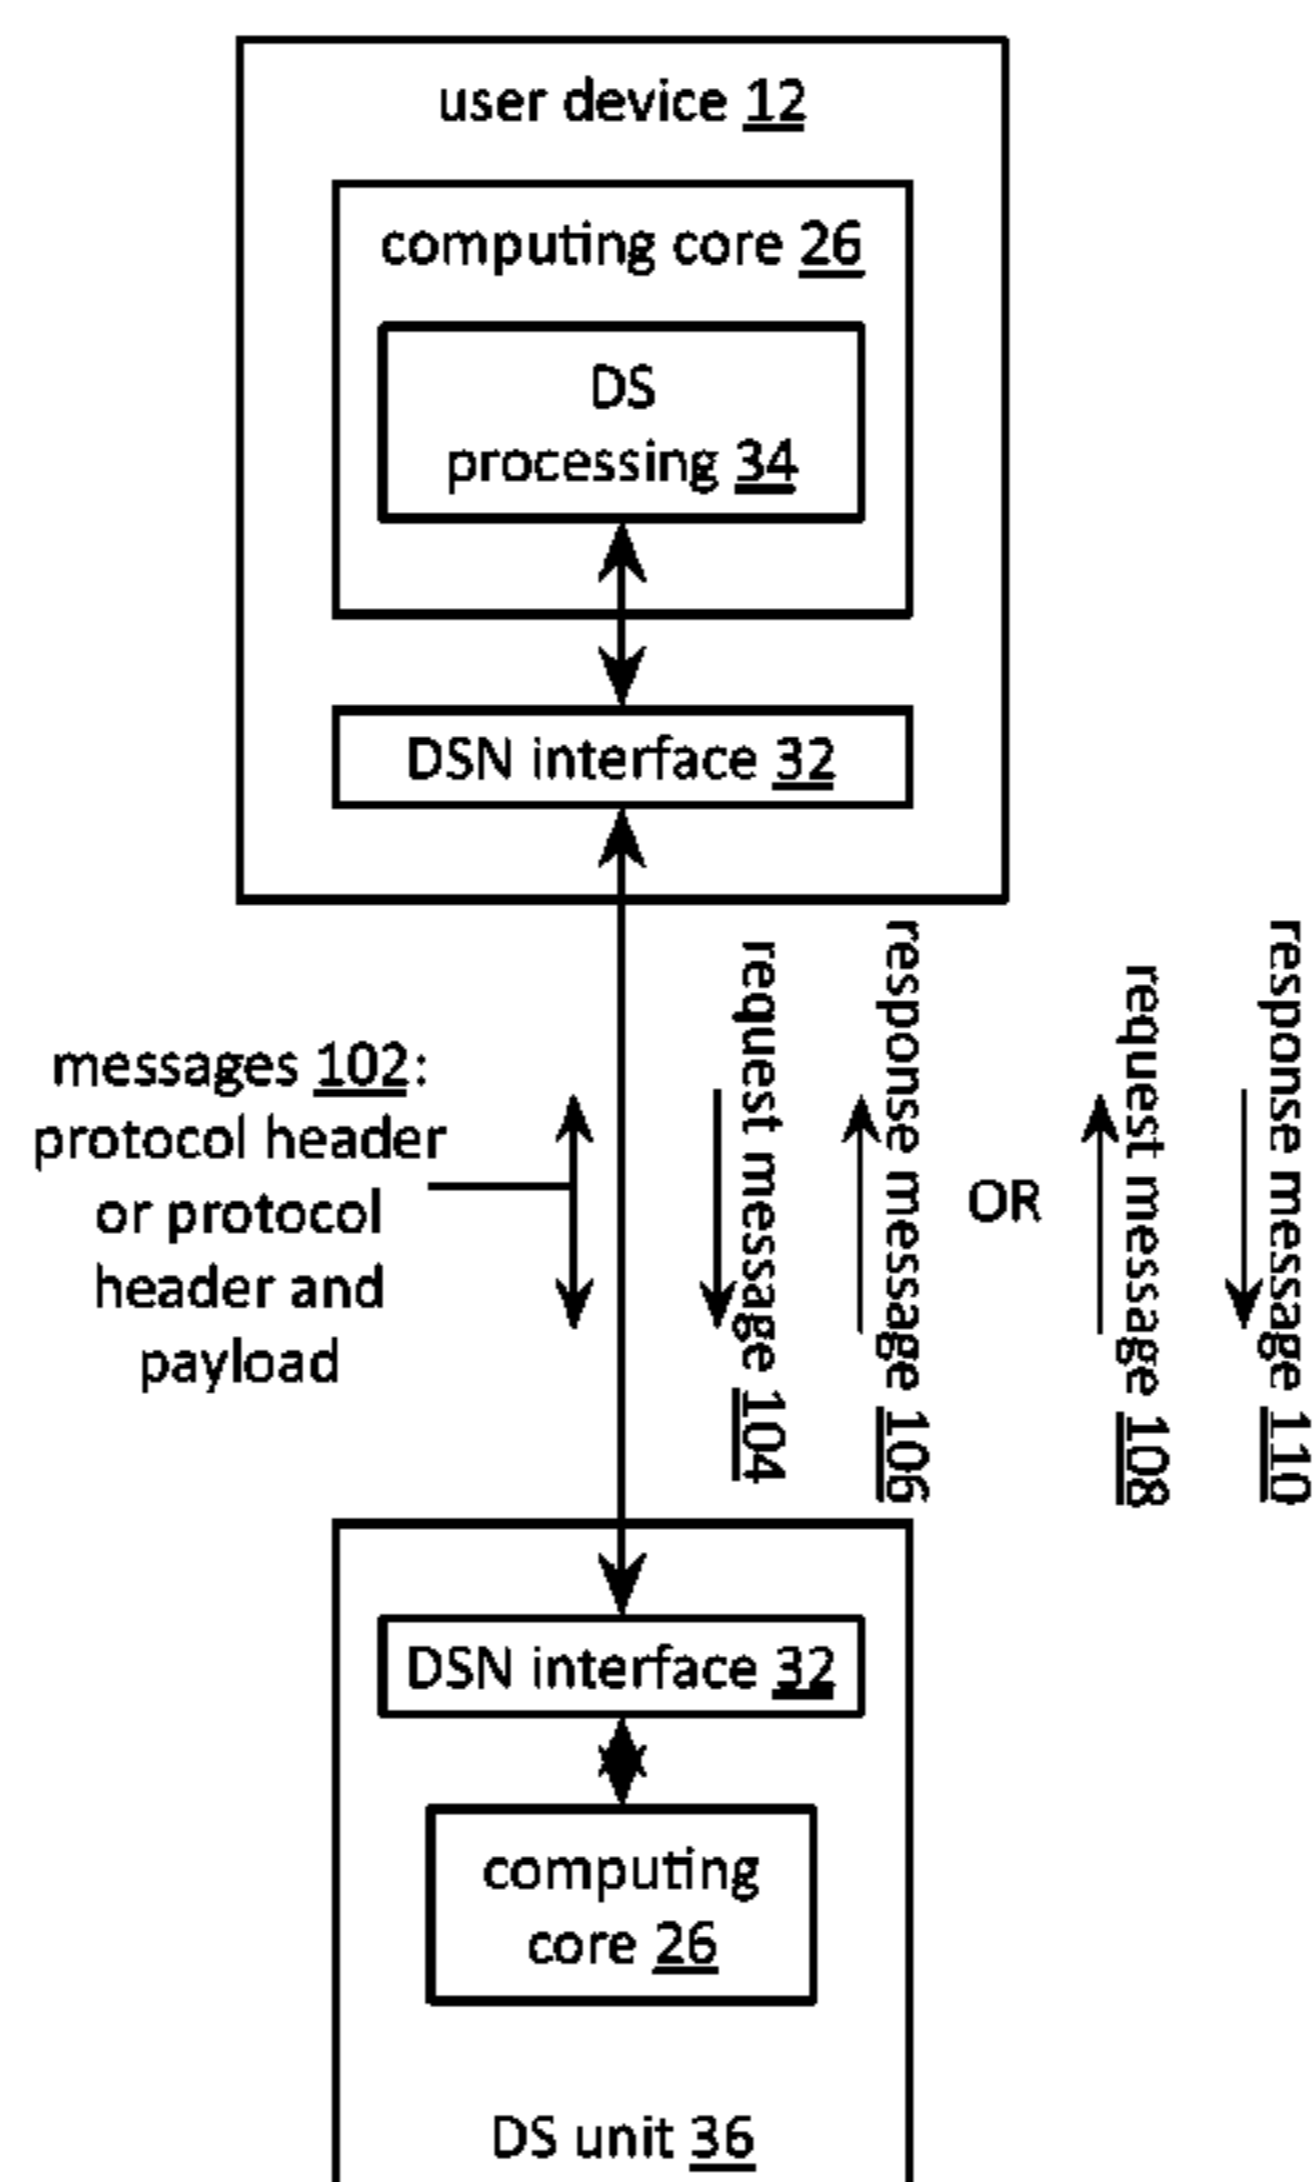 user device 12
computing core 26
DS
processing 34
DSN interface 32
messages 102:
protocol header
or protocol
header and
payload
request message 104
response message 106
OR
request message 108
response message 110
DSN interface 32
computing
core 26
DS unit 36